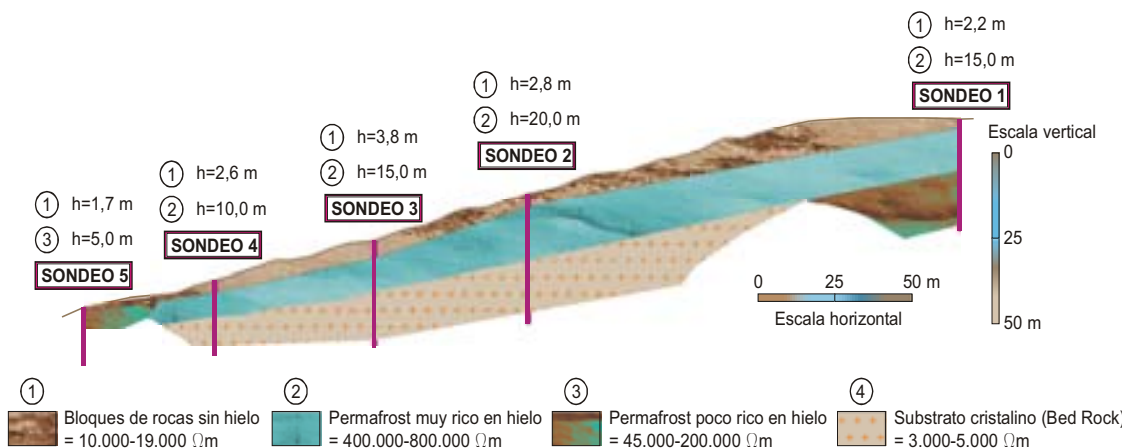 ① h=2,2 m
② h=15,0 m
SONDEO 1
① h=2,8 m
② h=20,0 m
SONDEO 2
① h=3,8 m
② h=15,0 m
SONDEO 3
① h=2,6 m
② h=10,0 m
SONDEO 4
① h=1,7 m
③ h=5,0 m
SONDEO 5
Escala vertical
0
25
50 m
0 50 m
Escala horizontal
①
Bloques de rocas sin hielo
= 10.000-19.000 Ωm
②
Permafrost muy rico en hielo
= 400.000-800.000 Ωm
③
Permafrost poco rico en hielo
= 45.000-200.000 Ωm
④
Substrato cristalino (Bed Rock)
= 3.000-5.000 Ωm